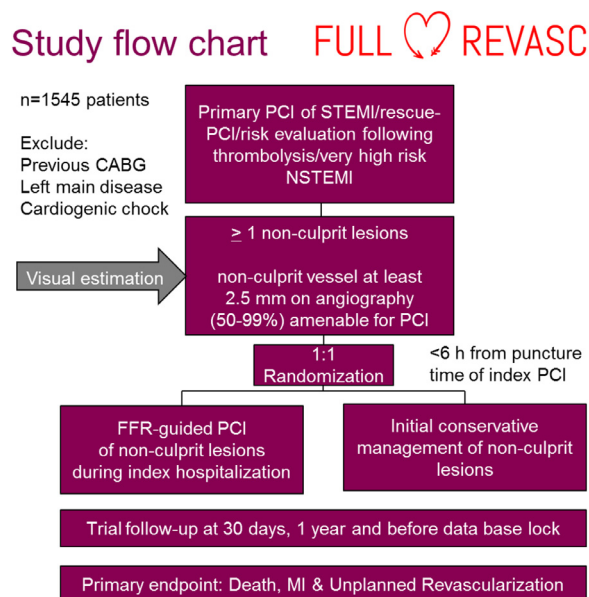 Study flow chart
FULL REVASC
n=1545 patients
Exclude:
Previous CABG
Left main disease
Cardiogenic chock
Primary PCI of STEMI/rescue-
PCI/risk evaluation following
thrombolysis/very high risk
NSTEMI
≥ 1 non-culprit lesions
non-culprit vessel at least
2.5 mm on angiography
(50-99%) amenable for PCI
Visual estimation
1:1
Randomization
<6 h from puncture
time of index PCI
FFR-guided PCI
of non-culprit lesions
during index hospitalization
Initial conservative
management of non-culprit
lesions
Trial follow-up at 30 days, 1 year and before data base lock
Primary endpoint: Death, MI & Unplanned Revascularization